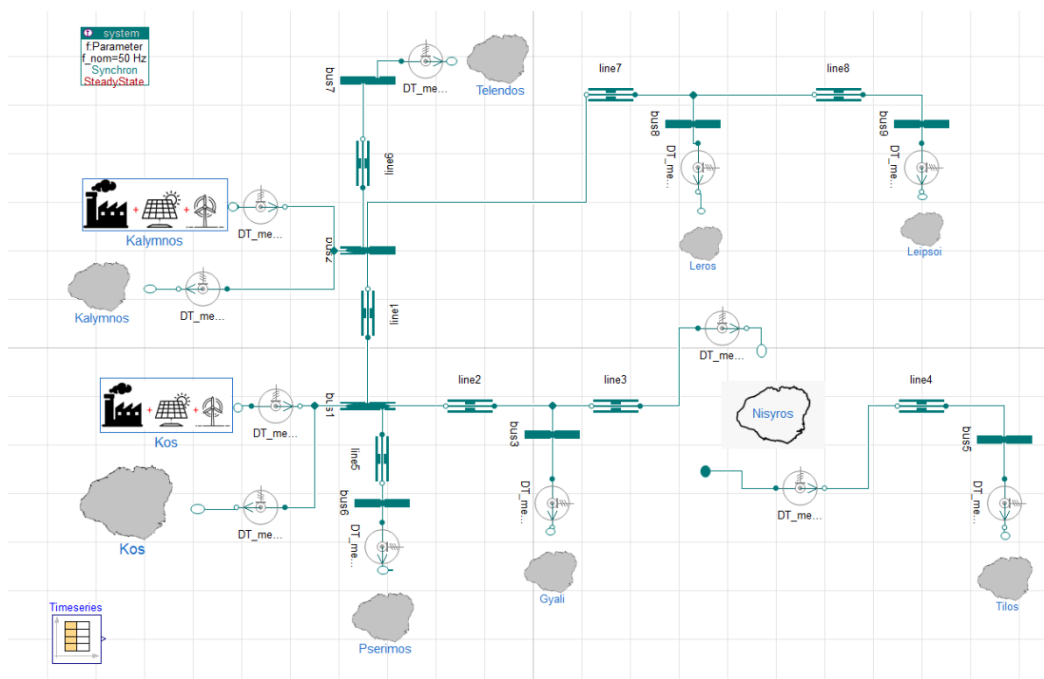 system
f:Parameter
f_nom=50 Hz
Synchron
SteadyState
bus7
DT_me...
Telendos
line7
line8
bus8
DT_me...
Leros
bus9
DT_me...
Leipsoi
line6
+
+
Kalymnos
DT_me...
bus2
Kalymnos
DT_me...
line1
DT_me...
+
+
Kos
DT_me...
bus1
line2
line3
line4
Nisyros
Kos
DT_me...
line5
bus6
DT_me...
Pserimos
bus3
DT_me...
Gyali
DT_me...
bus5
DT_me...
Tilos
Timeseries